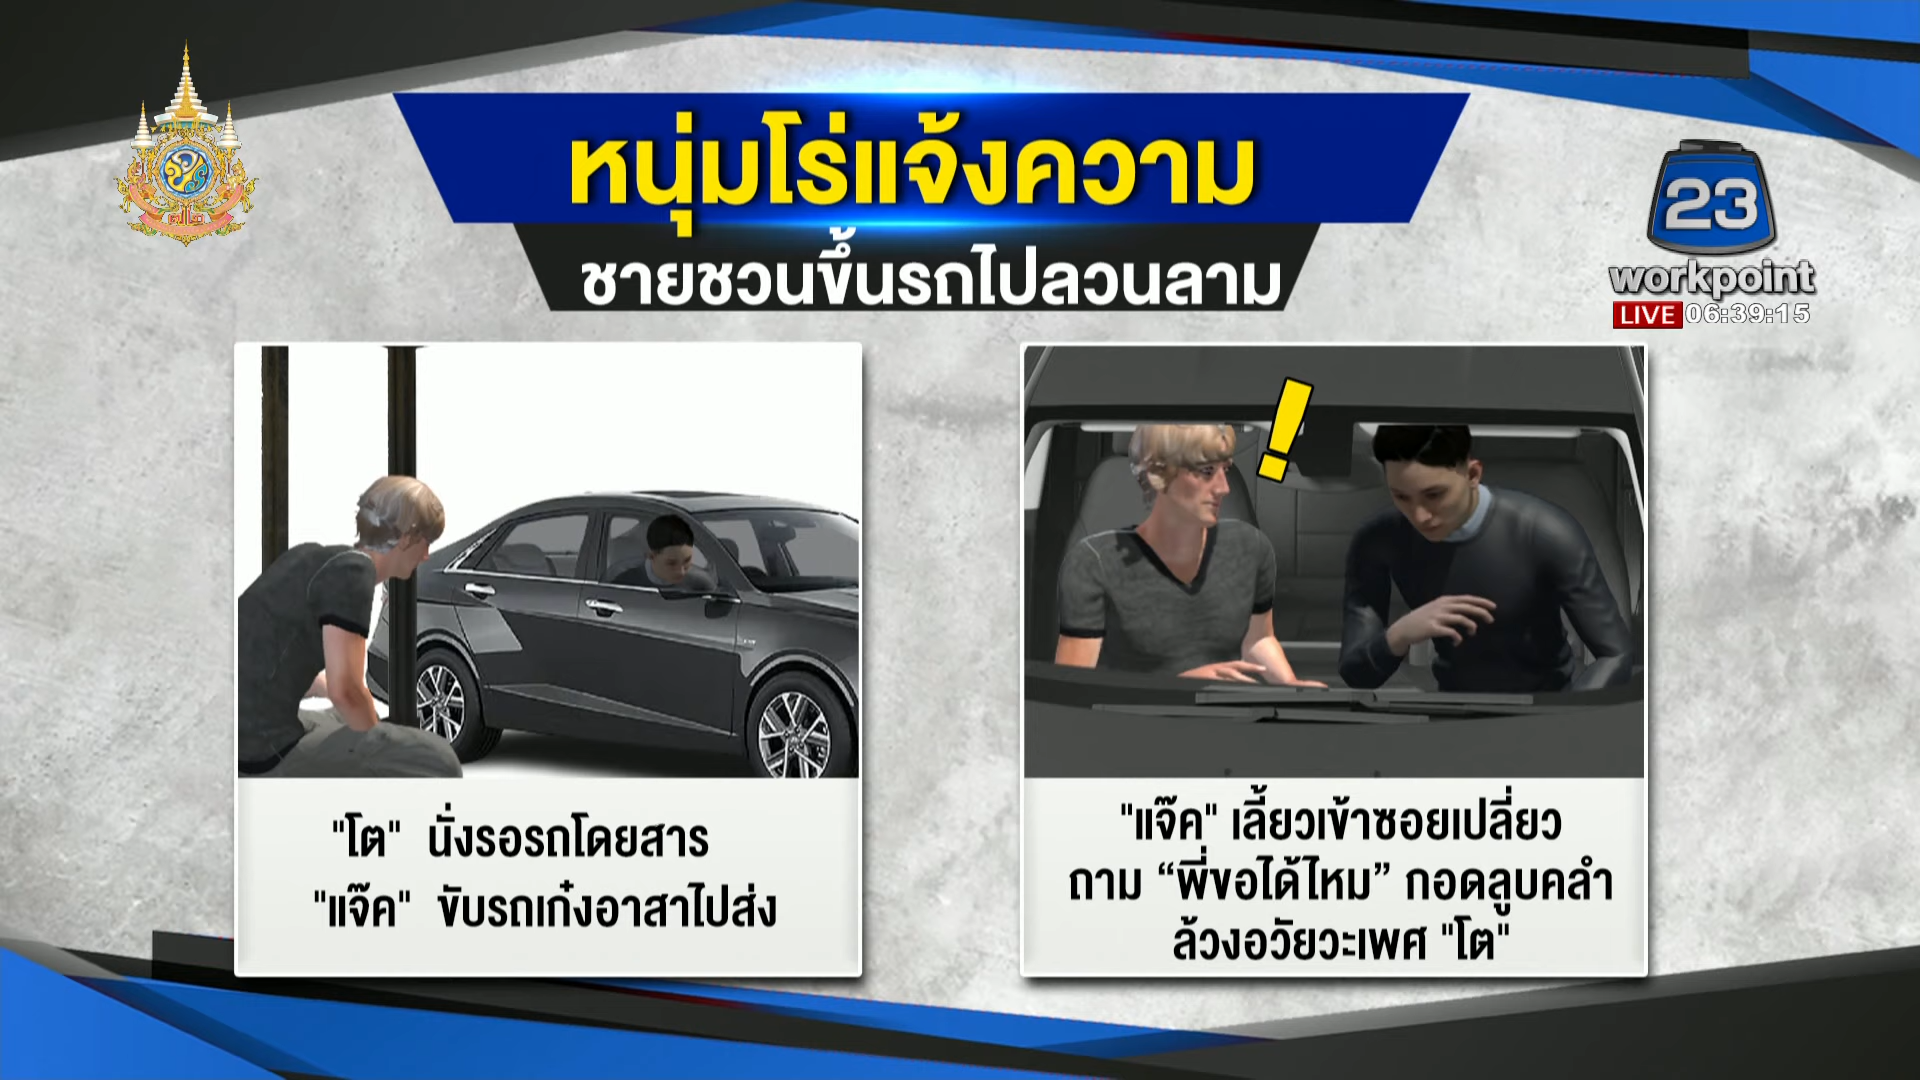 หนุ่มโร่แจ้งความ
ชายชวนขึ้นรถไปลวนลาม
23
workpoint
LIVE 06:39:15
๗๒
!
"โต" นั่งรอรถโดยสาร
"แจ๊ค" ขับรถเก๋งอาสาไปส่ง
"แจ๊ค" เลี้ยวเข้าซอยเปลี่ยว
ถาม “พี่ขอได้ไหม” กอดลูบคลำ
ล้วงอวัยวะเพศ "โต"